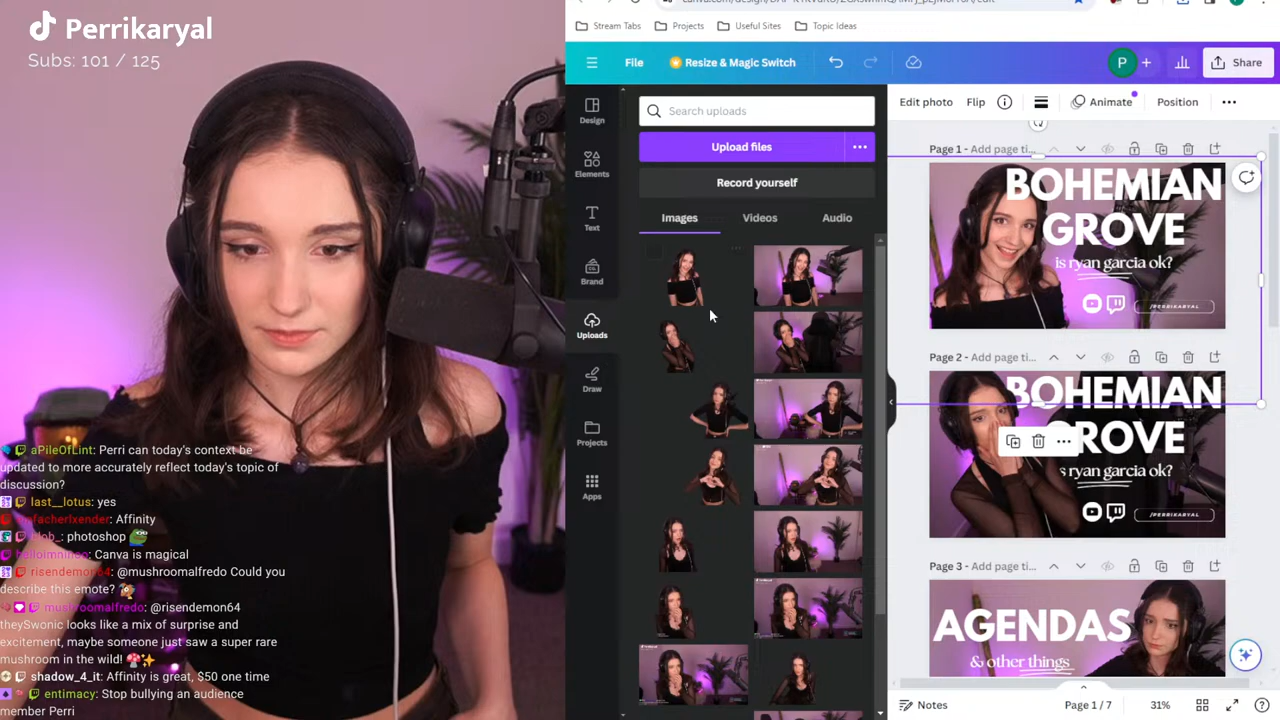 Perrikaryal
Subs: 101 / 125
aPileOfLint: Perri can today's context be
updated to more accurately reflect today's topic of
discussion?
last__lotus: yes
Affinity
photoshop
Canva is magical
risendemon64: @mushroomalfredo Could you
describe this emote?
mushroomalfredo: @risendemon64
theySwonic looks like a mix of surprise and
excitement, maybe someone just saw a super rare
mushroom in the wild!
shadow_4_it: Affinity is great, $50 one time
entimacy: Stop bullying an audience
member Perri
Stream Tabs
Projects
Useful Sites
Topic Ideas
File
Resize & Magic Switch
P
Share
Design
Elements
Text
Brand
Uploads
Draw
Projects
Apps
Search uploads
Upload files
Record yourself
Images
Videos
Audio
Edit photo
Flip
Animate
Position
Page 1 - Add page ti...
BOHEMIAN
GROVE
is ryan garcia ok?
/PERRIKARYAL
Page 2 - Add page ti...
BOHEMIAN
GROVE
is ryan garcia ok?
/PERRIKARYAL
Page 3 - Add page ti...
AGENDAS
& other things
Notes
Page 1 / 7
31%